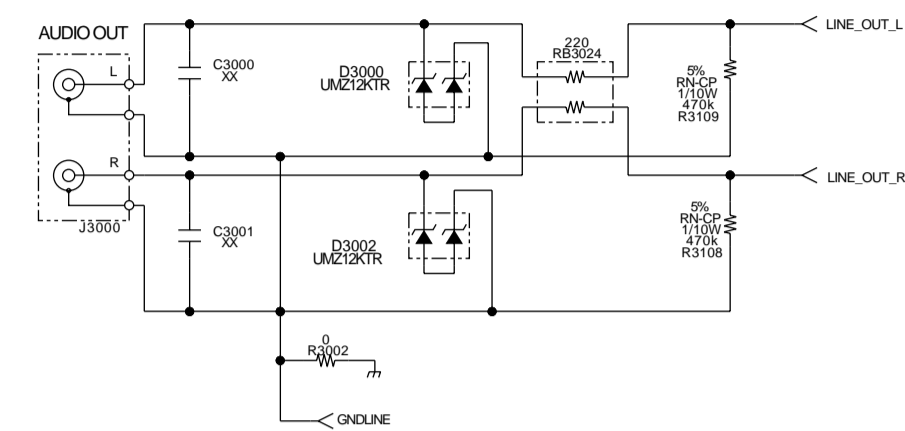 AUDIO OUT
L
R
J3000
C3000
XX
C3001
XX
D3000
UMZ12KTR
D3002
UMZ12KTR
220
RB3024
5%
RN-CP
1/10W
470k
R3109
5%
RN-CP
1/10W
470k
R3108
LINE_OUT_L
LINE_OUT_R
0
R3002
GNDLINE